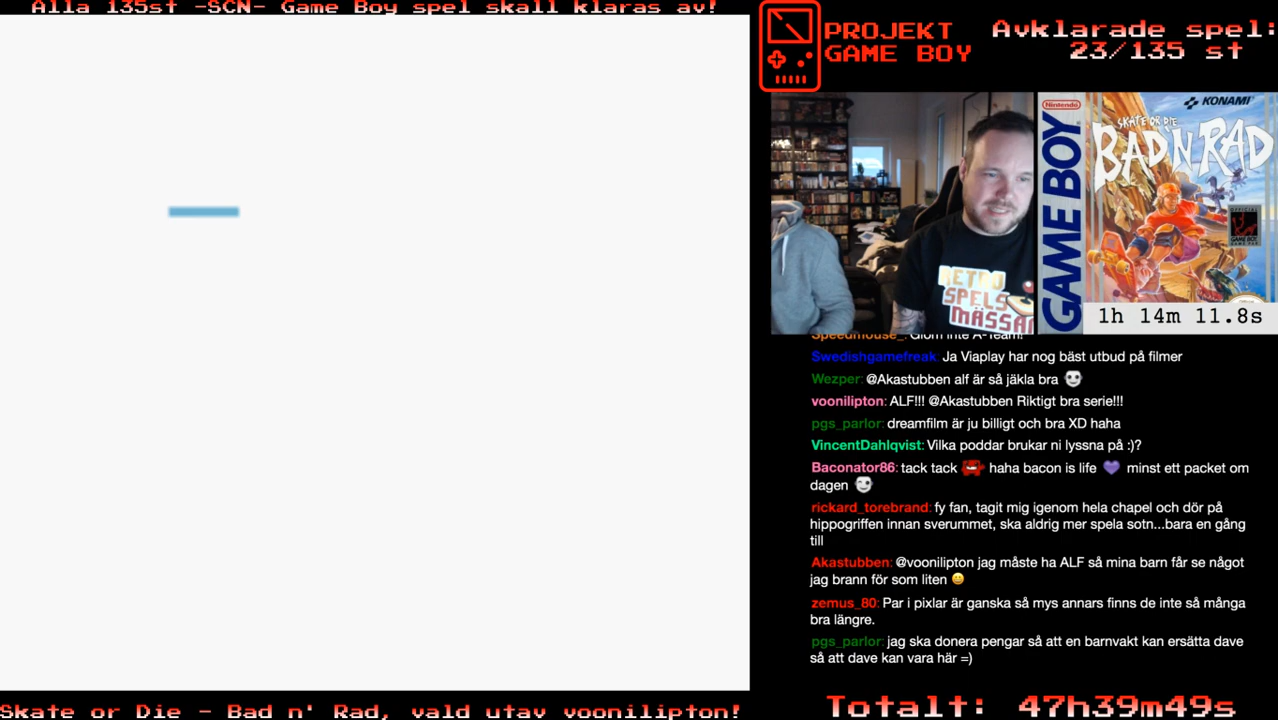 Alla 135st -SCN- Game Boy spel skall klaras av!
PROJEKT
GAME BOY
Avklarade spel:
23/135 st
RETRO
SPELS
MÄSSAN
Nintendo
GAME BOY
KONAMI
SKATE OR DIE
BAD'N RAD
1h 14m 11.8s
Speedmouse_: Glöm inte A-Team!
Swedishgamefreak: Ja Viaplay har nog bäst utbud på filmer
Wezper: @Akastubben alf är så jäkla bra
voonilipton: ALF!!! @Akastubben Riktigt bra serie!!!
pgs_parlor: dreamfilm är ju billigt och bra XD haha
VincentDahlqvist: Vilka poddar brukar ni lyssna på :)?
Baconator86: tack tack haha bacon is life 💜 minst ett packet om
dagen
rickard_torebrand: fy fan, tagit mig igenom hela chapel och dör på
hippogriffen innan sverummet, ska aldrig mer spela sotn...bara en gång
till
Akastubben: @voonilipton jag måste ha ALF så mina barn får se något
jag brann för som liten 😀
zemus_80: Par i pixlar är ganska så mys annars finns de inte så många
bra längre.
pgs_parlor: jag ska donera pengar så att en barnvakt kan ersätta dave
så att dave kan vara här =)
Skate or Die - Bad n' Rad, vald utav voonilipton!
Totalt: 47h39m49s